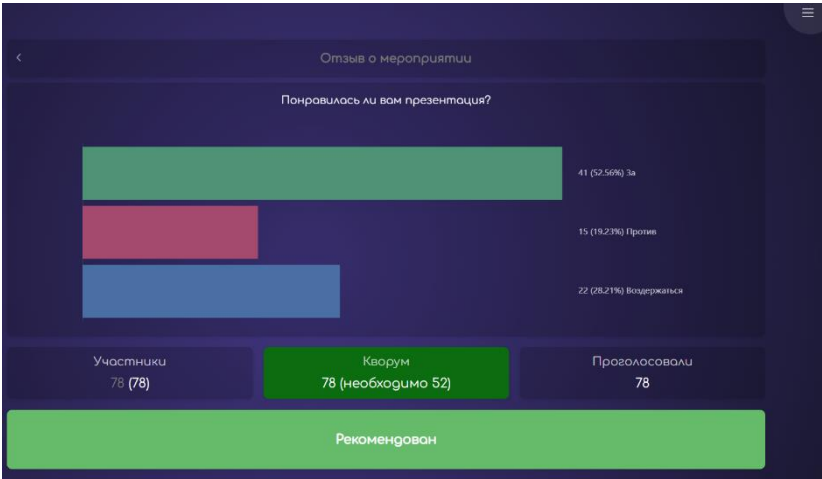 Отзыв о мероприятии
Понравилась ли вам презентация?
41 (52.56%) За
15 (19.23%) Против
22 (28.21%) Воздержаться
Участники
78 (78)
Кворум
78 (необходимо 52)
Проголосовали
78
Рекомендован